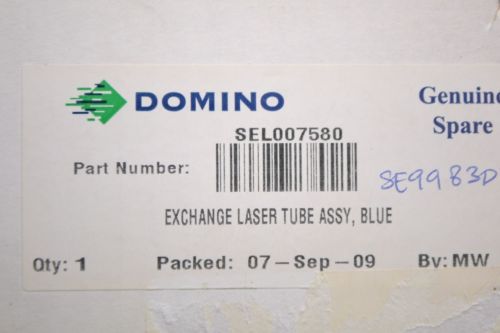 DOMINO
Genuine
Spare
SEL007580
Part Number:
SE9983D
EXCHANGE LASER TUBE ASSY, BLUE
Qty: 1 Packed: 07-Sep-09 By: MW